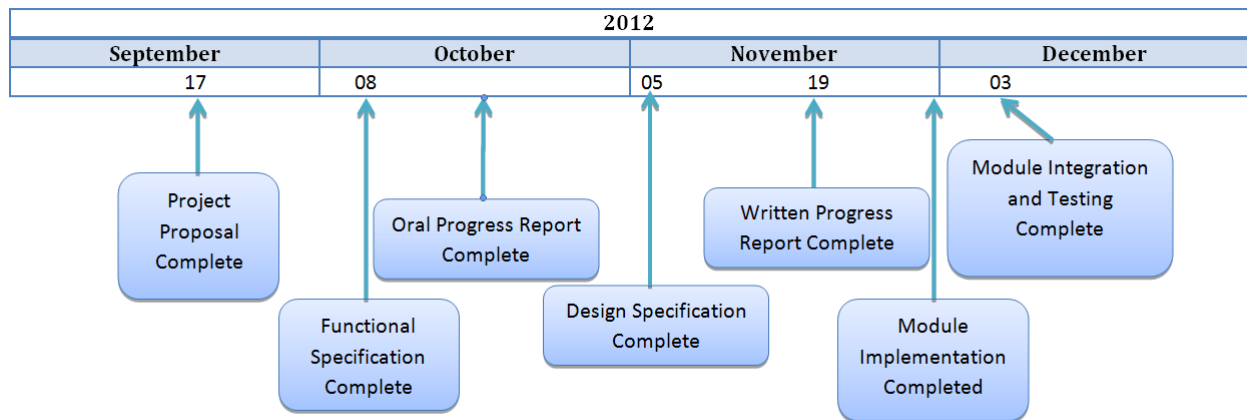 2012
September October November December
17 08 05 19 03
Project
Proposal
Complete
Functional
Specification
Complete
Oral Progress Report
Complete
Design Specification
Complete
Written Progress
Report Complete
Module
Implementation
Completed
Module Integration
and Testing
Complete